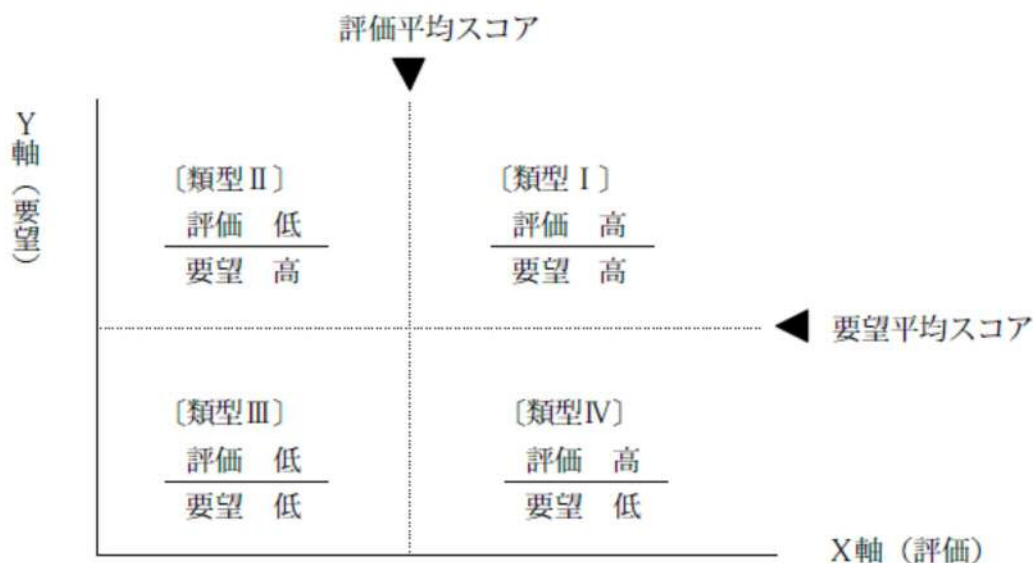 評価平均スコア
Y軸（要望）
〔類型Ⅱ〕
評価　低
要望　高
〔類型Ⅰ〕
評価　高
要望　高
要望平均スコア
〔類型Ⅲ〕
評価　低
要望　低
〔類型Ⅳ〕
評価　高
要望　低
X軸（評価）